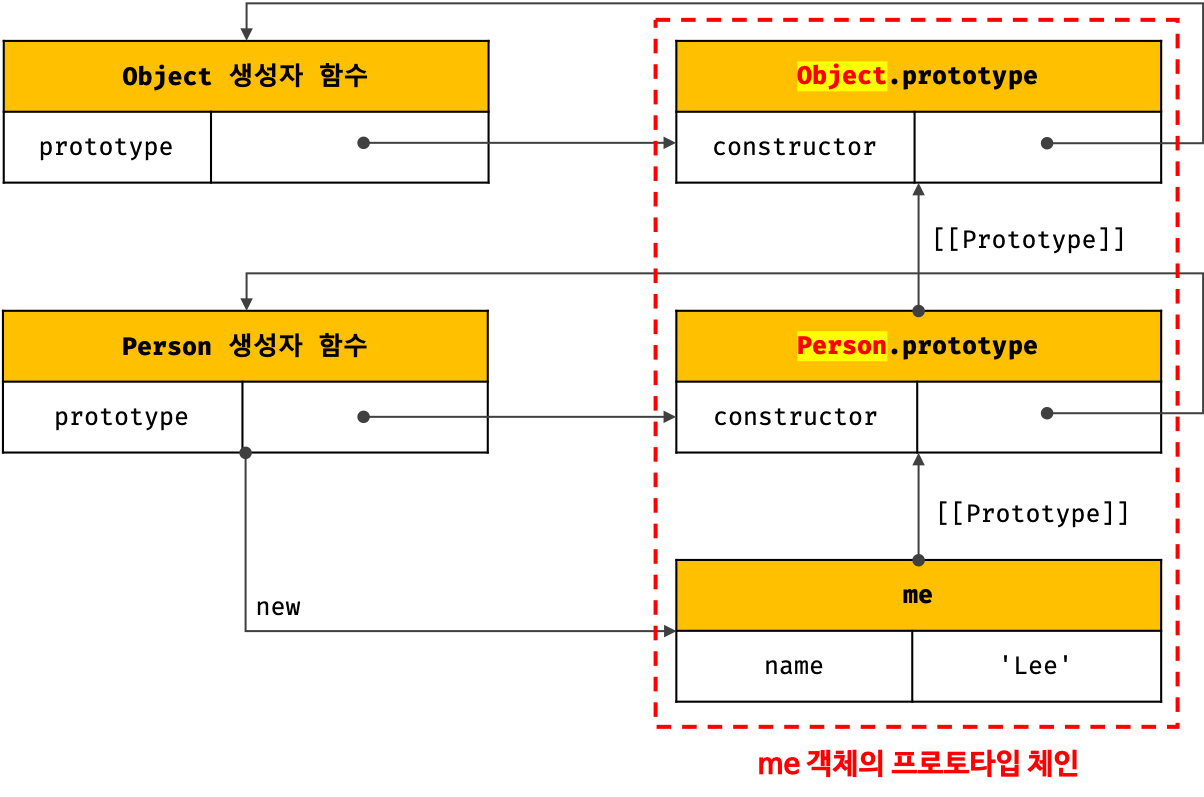 Object 생성자 함수
Object.prototype
prototype
constructor
[[Prototype]]
Person 생성자 함수
Person.prototype
prototype
constructor
[[Prototype]]
new
me
name
'Lee'
me 객체의 프로토타입 체인